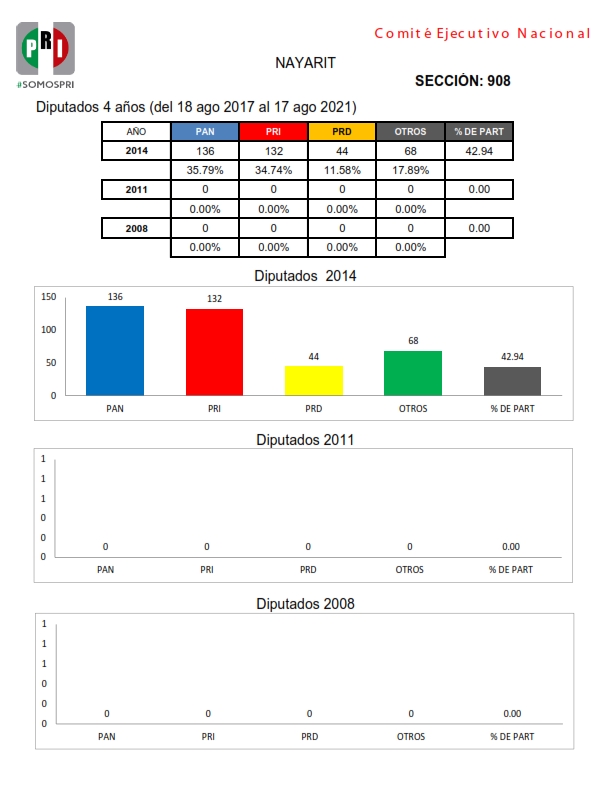 Comité Ejecutivo Nacional
PRI
#SOMOSPRI
NAYARIT
SECCIÓN: 908
Diputados 4 años (del 18 ago 2017 al 17 ago 2021)
AÑO PAN PRI PRD OTROS % DE PART
2014 136 132 44 68 42.94
35.79% 34.74% 11.58% 17.89%
2011 0 0 0 0 0.00
0.00% 0.00% 0.00% 0.00%
2008 0 0 0 0 0.00
0.00% 0.00% 0.00% 0.00%
Diputados 2014
150
100
50
0
136 132 44 68 42.94
PAN PRI PRD OTROS % DE PART
Diputados 2011
1
1
1
0
0
0
0 0 0 0 0.00
PAN PRI PRD OTROS % DE PART
Diputados 2008
1
1
1
0
0
0
0 0 0 0 0.00
PAN PRI PRD OTROS % DE PART